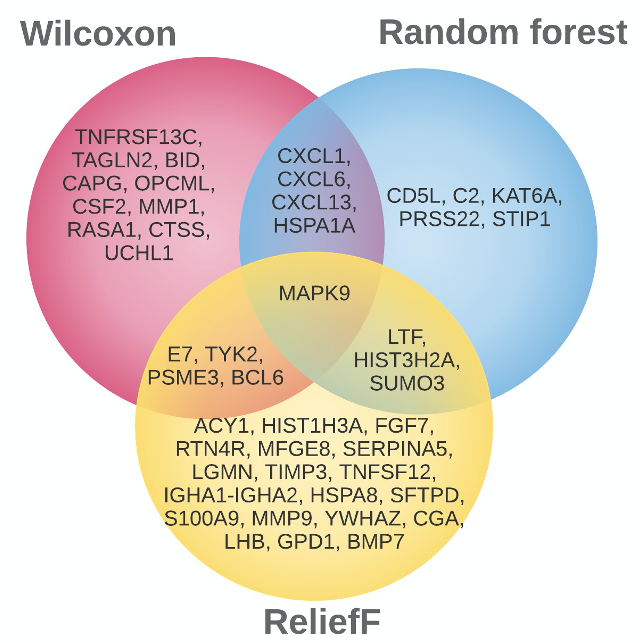 Wilcoxon
Random forest
TNFRSF13C,
TAGLN2, BID,
CAPG, OPCML,
CSF2, MMP1,
RASA1, CTSS,
UCHL1
CXCL1,
CXCL6,
CXCL13,
HSPA1A
CD5L, C2, KAT6A,
PRSS22, STIP1
MAPK9
E7, TYK2,
PSME3, BCL6
LTF,
HIST3H2A,
SUMO3
ACY1, HIST1H3A, FGF7,
RTN4R, MFGE8, SERPINA5,
LGMN, TIMP3, TNFSF12,
IGHA1-IGHA2, HSPA8, SFTPD,
S100A9, MMP9, YWHAZ, CGA,
LHB, GPD1, BMP7
ReliefF